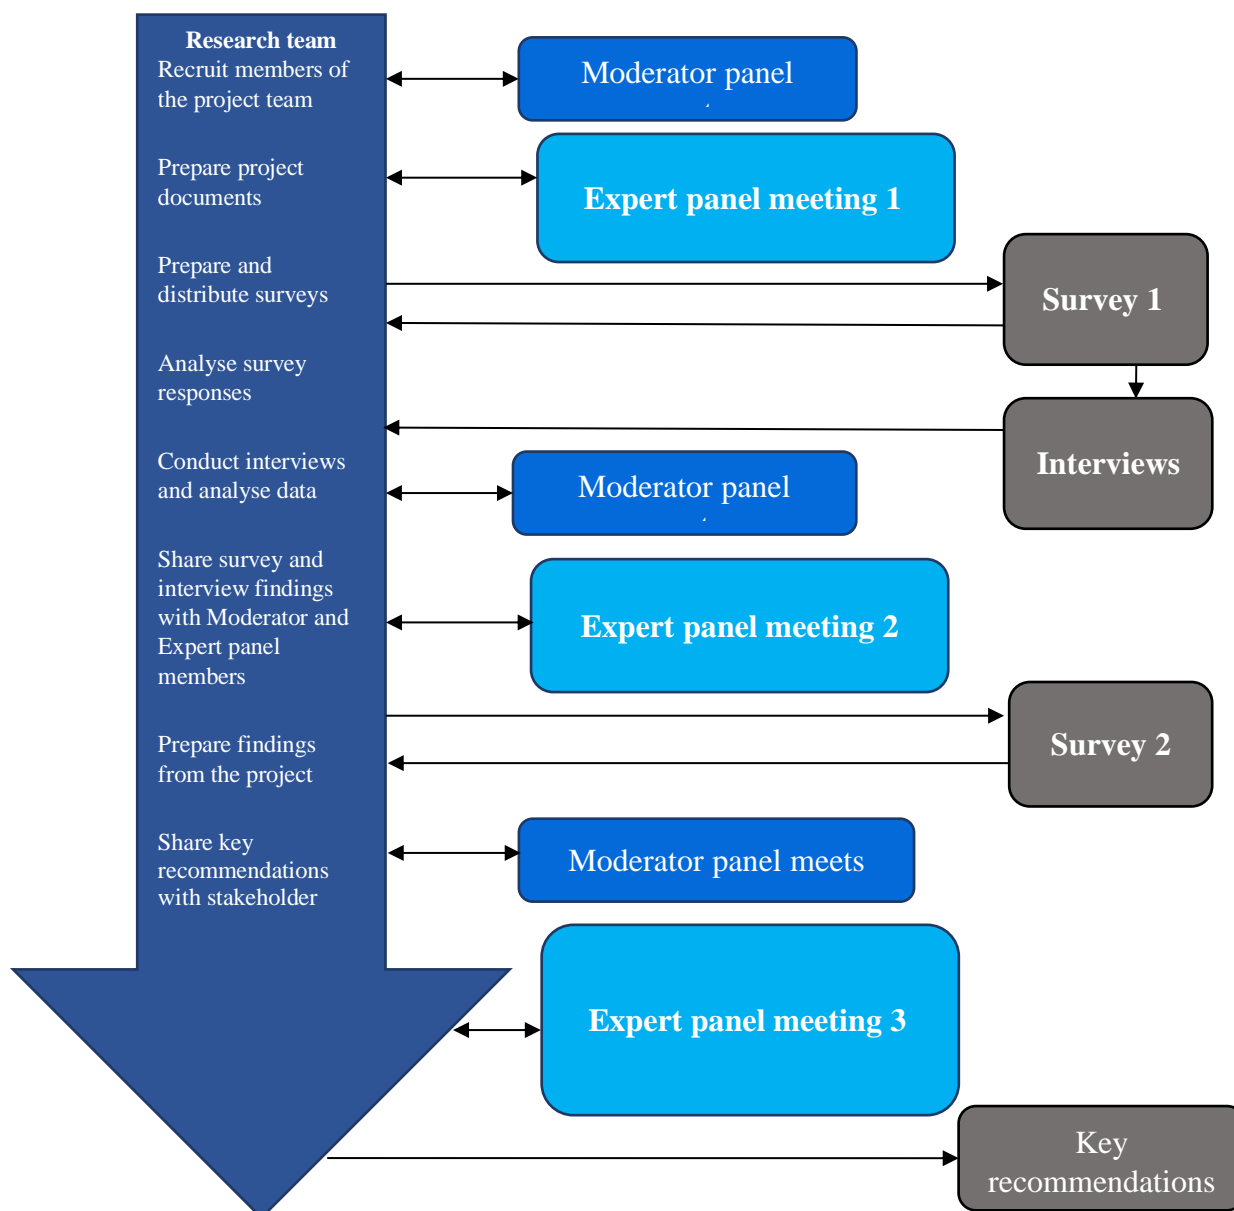 Research team
Recruit members of
the project team
Prepare project
documents
Prepare and
distribute surveys
Analyse survey
responses
Conduct interviews
and analyse data
Share survey and
interview findings
with Moderator and
Expert panel
members
Prepare findings
from the project
Share key
recommendations
with stakeholder
Moderator panel
Expert panel meeting 1
Survey 1
Interviews
Moderator panel
Expert panel meeting 2
Survey 2
Moderator panel meets
Expert panel meeting 3
Key
recommendations